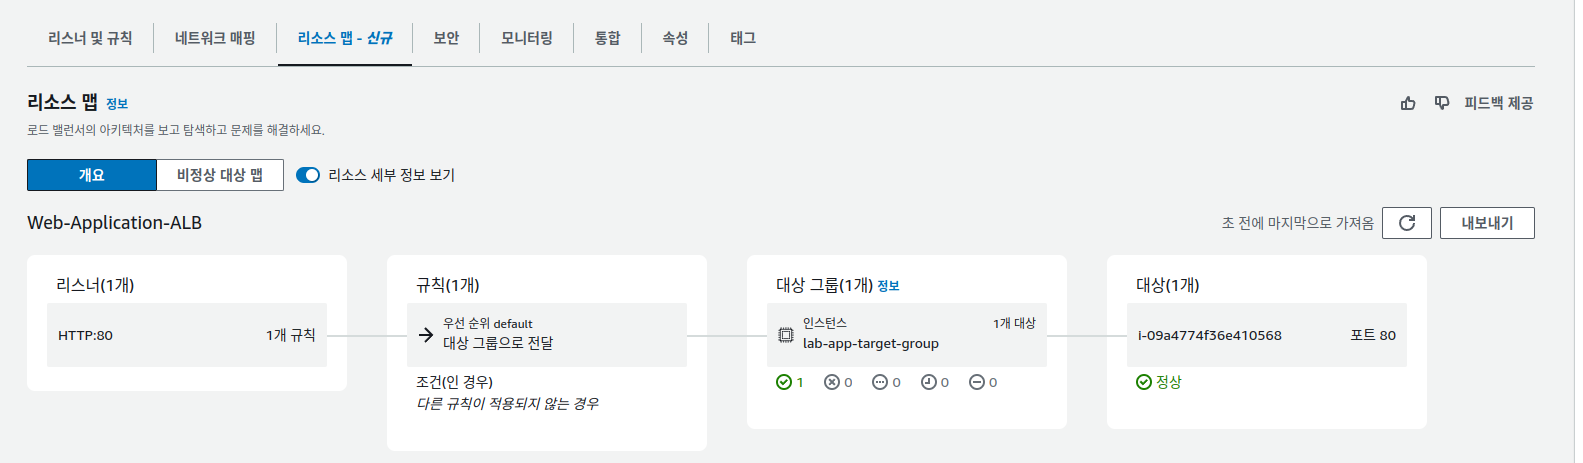 리스너 및 규칙
네트워크 매핑
리소스 맵 - 신규
보안
모니터링
통합
속성
태그
리소스 맵 정보
피드백 제공
로드 밸런서의 아키텍처를 보고 탐색하고 문제를 해결하세요.
개요
비정상 대상 맵
리소스 세부 정보 보기
Web-Application-ALB
초 전에 마지막으로 가져옴
내보내기
리스너(1개)
HTTP:80
1개 규칙
규칙(1개)
우선 순위 default
대상 그룹으로 전달
조건(인 경우)
다른 규칙이 적용되지 않는 경우
대상 그룹(1개) 정보
인스턴스
1개 대상
lab-app-target-group
1
0
0
0
0
대상(1개)
i-09a4774f36e410568
포트 80
정상